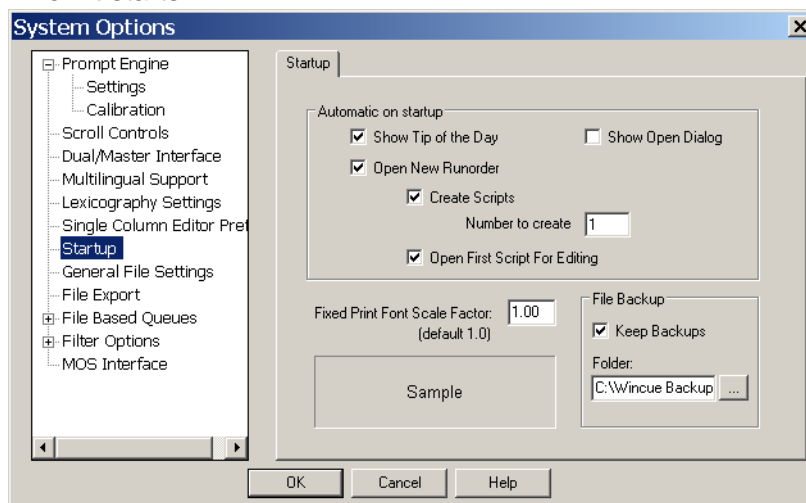 System Options
Prompt Engine
Settings
Calibration
Scroll Controls
Dual/Master Interface
Multilingual Support
Lexicography Settings
Single Column Editor Pref
Startup
General File Settings
File Export
File Based Queues
Filter Options
MOS Interface
Startup
Automatic on startup
Show Tip of the Day
Show Open Dialog
Open New Runorder
Create Scripts
Number to create 1
Open First Script For Editing
Fixed Print Font Scale Factor: 1.00
(default 1.0)
Sample
File Backup
Keep Backups
Folder:
C:\Wincue Backup ...
OK Cancel Help